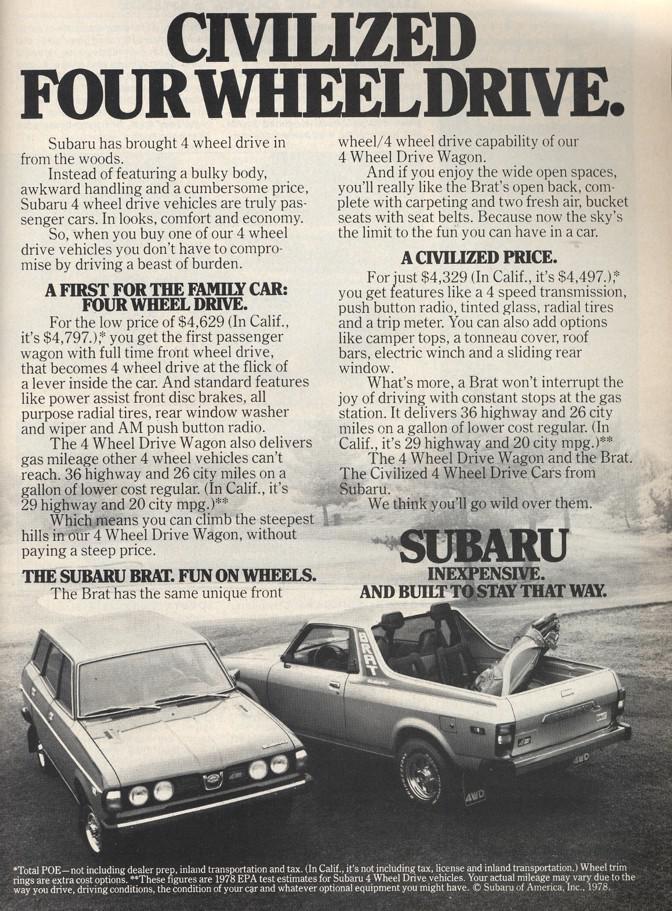 CIVILIZED
FOUR WHEEL DRIVE.
Subaru has brought 4 wheel drive in
from the woods.
Instead of featuring a bulky body,
awkward handling and a cumbersome price,
Subaru 4 wheel drive vehicles are truly pas-
senger cars. In looks, comfort and economy.
So, when you buy one of our 4 wheel
drive vehicles you don't have to compro-
mise by driving a beast of burden.
A FIRST FOR THE FAMILY CAR:
FOUR WHEEL DRIVE.
For the low price of $4,629 (In Calif.,
it's $4,797.),* you get the first passenger
wagon with full time front wheel drive,
that becomes 4 wheel drive at the flick of
a lever inside the car. And standard features
like power assist front disc brakes, all
purpose radial tires, rear window washer
and wiper and AM push button radio.
The 4 Wheel Drive Wagon also delivers
gas mileage other 4 wheel vehicles can't
reach. 36 highway and 26 city miles on a
gallon of lower cost regular. (In Calif., it's
29 highway and 20 city mpg.)**
Which means you can climb the steepest
hills in our 4 Wheel Drive Wagon, without
paying a steep price.
THE SUBARU BRAT. FUN ON WHEELS.
The Brat has the same unique front
wheel/4 wheel drive capability of our
4 Wheel Drive Wagon.
And if you enjoy the wide open spaces,
you'll really like the Brat's open back, com-
plete with carpeting and two fresh air, bucket
seats with seat belts. Because now the sky's
the limit to the fun you can have in a car.
A CIVILIZED PRICE.
For just $4,329 (In Calif., it's $4,497.),*
you get features like a 4 speed transmission,
push button radio, tinted glass, radial tires
and a trip meter. You can also add options
like camper tops, a tonneau cover, roof
bars, electric winch and a sliding rear
window.
What's more, a Brat won't interrupt the
joy of driving with constant stops at the gas
station. It delivers 36 highway and 26 city
miles on a gallon of lower cost regular. (In
Calif., it's 29 highway and 20 city mpg.)**
The 4 Wheel Drive Wagon and the Brat.
The Civilized 4 Wheel Drive Cars from
Subaru.
We think you'll go wild over them.
SUBARU
INEXPENSIVE.
AND BUILT TO STAY THAT WAY.
BRAT
4WD
4WD
*Total POE—not including dealer prep, inland transportation and tax. (In Calif., it's not including tax, license and inland transportation.) Wheel trim
rings are extra cost options. **These figures are 1978 EPA test estimates for Subaru 4 Wheel Drive vehicles. Your actual mileage may vary due to the
way you drive, driving conditions, the condition of your car and whatever optional equipment you might have. © Subaru of America, Inc., 1978.